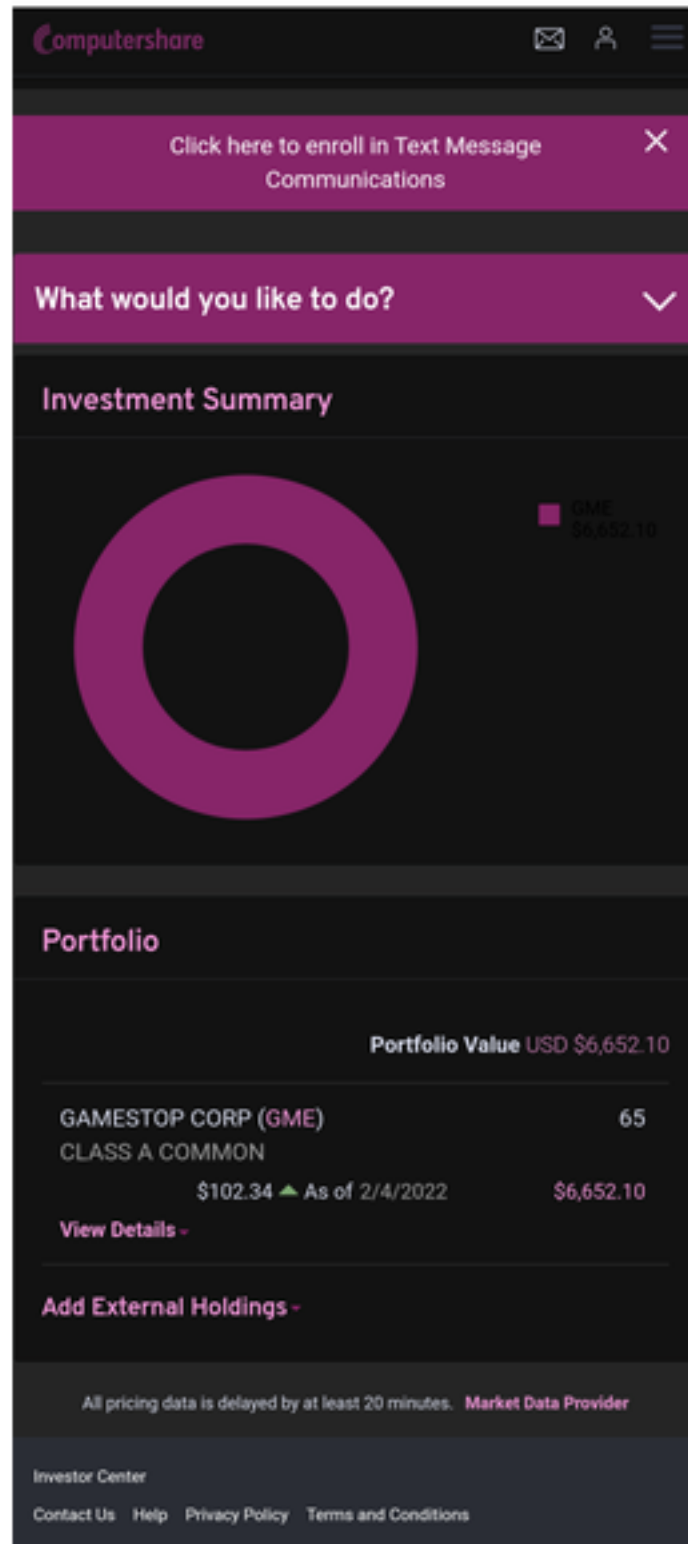 Computershare
Click here to enroll in Text Message
Communications
What would you like to do?
Investment Summary
GME
$6,652.10
Portfolio
Portfolio Value USD $6,652.10
GAMESTOP CORP (GME) 65
CLASS A COMMON
$102.34 As of 2/4/2022 $6,652.10
View Details
Add External Holdings
All pricing data is delayed by at least 20 minutes. Market Data Provider
Investor Center
Contact Us Help Privacy Policy Terms and Conditions